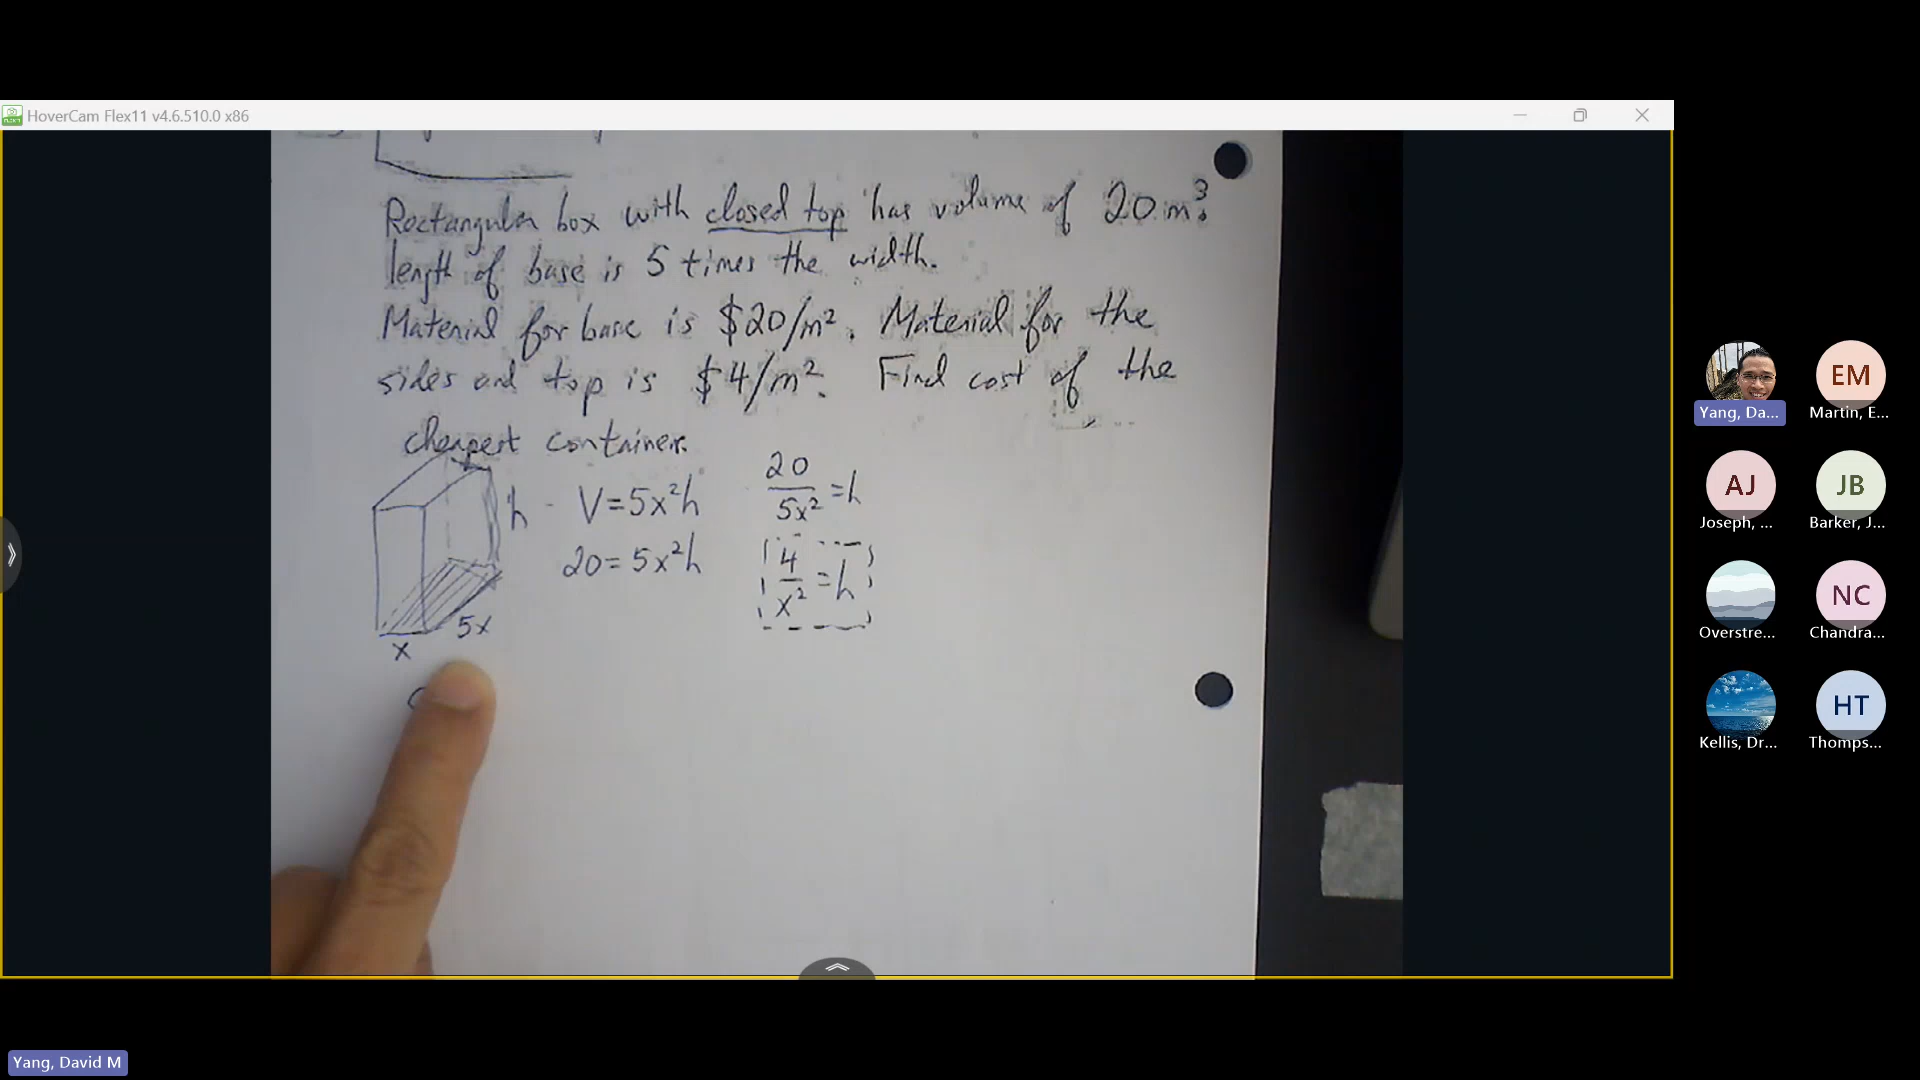 HoverCam Flex11 v4.6.510.0 x86
Rectangular box with closed top has volume of 20 m³.
length of base is 5 times the width.
Material for base is $20/m². Material for the
sides and top is $4/m². Find cost of the
cheapest container.
h
V=5x²h
20/5x² = h
20=5x²h
4/x² = h
5x
x
Yang, Da...
EM
Martin, E...
AJ
Joseph, ...
JB
Barker, J...
Overstre...
NC
Chandra...
Kellis, Dr...
HT
Thomps...
Yang, David M